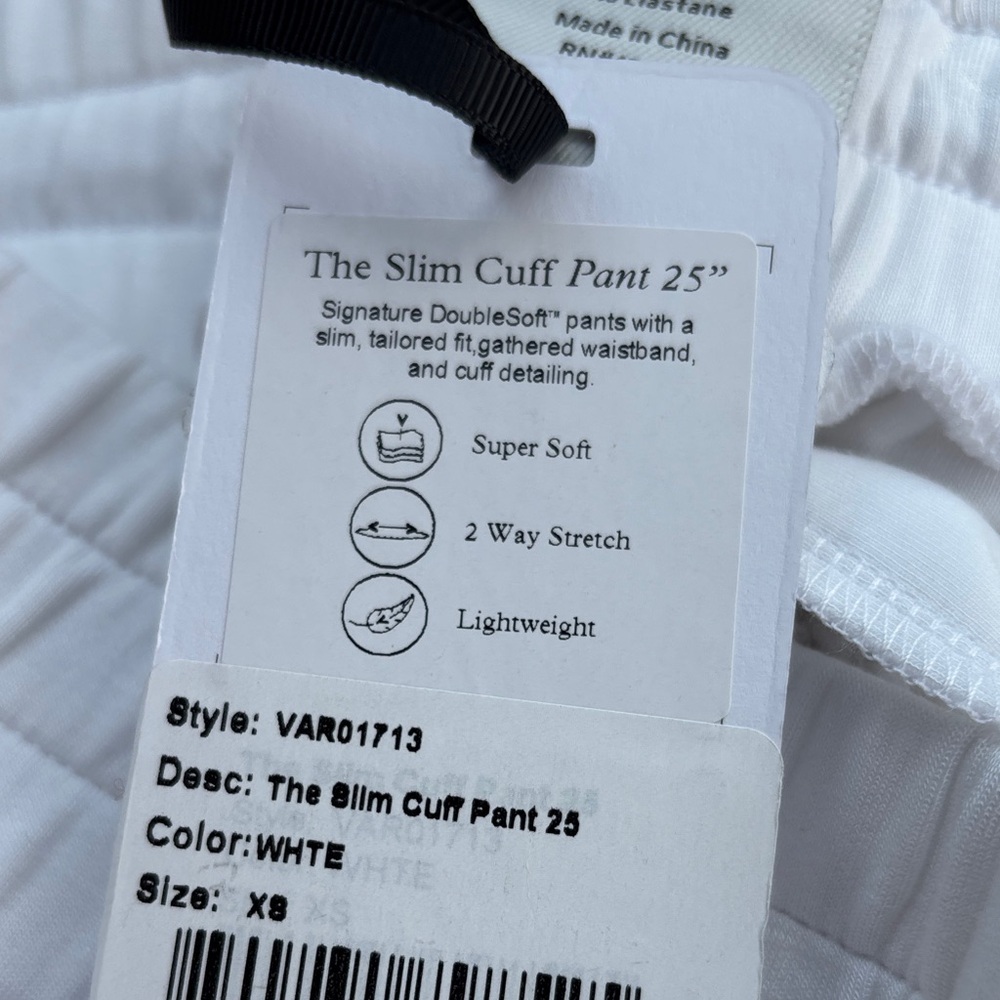 Elastane
Made in China
The Slim Cuff Pant 25”
Signature DoubleSoft™ pants with a
slim, tailored fit,gathered waistband,
and cuff detailing.
Super Soft
2 Way Stretch
Lightweight
Style: VAR01713
Desc: The Slim Cuff Pant 25
Color:WHTE
Size: XS